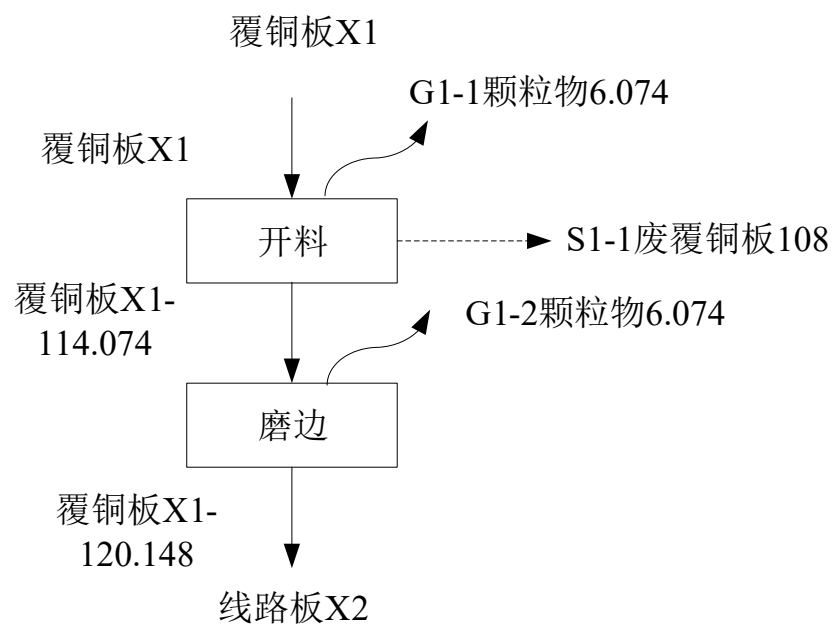 覆铜板X1
G1-1颗粒物6.074
覆铜板X1
开料
S1-1废覆铜板108
覆铜板X1-
114.074
G1-2颗粒物6.074
磨边
覆铜板X1-
120.148
线路板X2